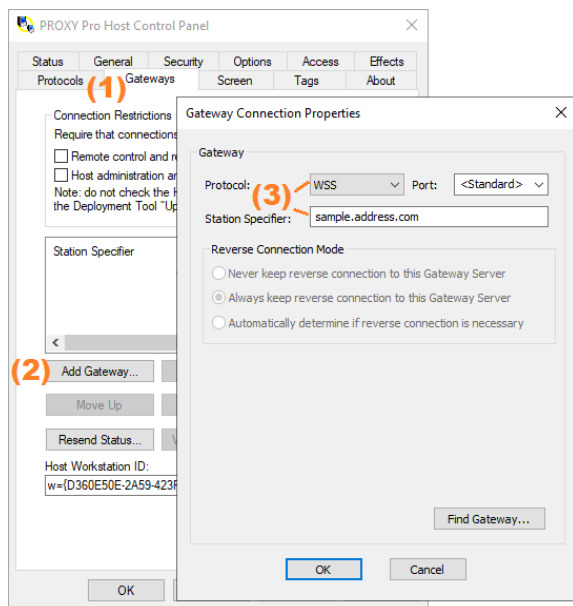 PROXY Pro Host Control Panel
Status General Security Options Access Effects
Protocols Gateways Screen Tags About
(1)
Connection Restrictions
Require that connections
Remote control and
Host administration
Note: do not check the
the Deployment Tool "Up
Station Specifier
(2)
Add Gateway...
Move Up
Resend Status...
Host Workstation ID:
w={D360E50E-2A59-423F
OK
Gateway Connection Properties
Gateway
Protocol: WSS Port: <Standard>
(3)
Station Specifier: sample.address.com
Reverse Connection Mode
Never keep reverse connection to this Gateway Server
Always keep reverse connection to this Gateway Server
Automatically determine if reverse connection is necessary
Find Gateway...
OK Cancel